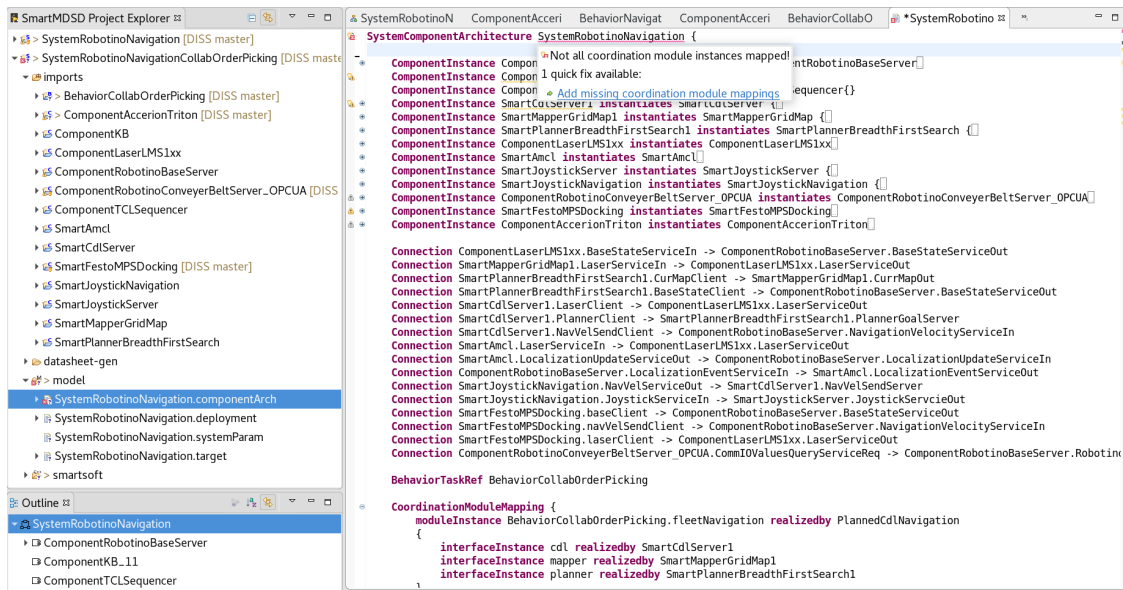 SmartMDSD Project Explorer
> SystemRobotinoNavigation [DISS master]
> SystemRobotinoNavigationCollabOrderPicking [DISS maste
imports
> BehaviorCollabOrderPicking [DISS master]
> ComponentAccerionTriton [DISS master]
ComponentKB
ComponentLaserLMS1xx
ComponentRobotinoBaseServer
ComponentRobotinoConveyerBeltServer_OPCUA [DISS
ComponentTCLSequencer
SmartAmcl
SmartCdlServer
SmartFestoMPSDocking [DISS master]
SmartJoystickNavigation
SmartJoystickServer
SmartMapperGridMap
SmartPlannerBreadthFirstSearch
datasheet-gen
> model
SystemRobotinoNavigation.componentArch
SystemRobotinoNavigation.deployment
SystemRobotinoNavigation.systemParam
SystemRobotinoNavigation.target
> smartsoft
Outline
SystemRobotinoNavigation
ComponentRobotinoBaseServer
ComponentKB_11
ComponentTCLSequencer
SystemRobotinoN ComponentAcceri BehaviorNavigat ComponentAcceri BehaviorCollabO *SystemRobotino
SystemComponentArchitecture SystemRobotinoNavigation {
Not all coordination module instances mapped!
1 quick fix available:
Add missing coordination module mappings
ComponentInstance Compon ntRobotinoBaseServer
ComponentInstance Compon
ComponentInstance Compon Sequencer{}
ComponentInstance SmartCdlServer1 instantiates SmartCdlServer {
ComponentInstance SmartMapperGridMap1 instantiates SmartMapperGridMap {
ComponentInstance SmartPlannerBreadthFirstSearch1 instantiates SmartPlannerBreadthFirstSearch {
ComponentInstance ComponentLaserLMS1xx instantiates ComponentLaserLMS1xx
ComponentInstance SmartAmcl instantiates SmartAmcl
ComponentInstance SmartJoystickServer instantiates SmartJoystickServer {
ComponentInstance SmartJoystickNavigation instantiates SmartJoystickNavigation {
ComponentInstance ComponentRobotinoConveyerBeltServer_OPCUA instantiates ComponentRobotinoConveyerBeltServer_OPCUA
ComponentInstance SmartFestoMPSDocking instantiates SmartFestoMPSDocking
ComponentInstance ComponentAccerionTriton instantiates ComponentAccerionTriton
Connection ComponentLaserLMS1xx.BaseStateServiceIn -> ComponentRobotinoBaseServer.BaseStateServiceOut
Connection SmartMapperGridMap1.LaserServiceIn -> ComponentLaserLMS1xx.LaserServiceOut
Connection SmartPlannerBreadthFirstSearch1.CurMapClient -> SmartMapperGridMap1.CurrMapOut
Connection SmartPlannerBreadthFirstSearch1.BaseStateClient -> ComponentRobotinoBaseServer.BaseStateServiceOut
Connection SmartCdlServer1.LaserClient -> ComponentLaserLMS1xx.LaserServiceOut
Connection SmartCdlServer1.PlannerClient -> SmartPlannerBreadthFirstSearch1.PlannerGoalServer
Connection SmartCdlServer1.NavVelSendClient -> ComponentRobotinoBaseServer.NavigationVelocityServiceIn
Connection SmartAmcl.LaserServiceIn -> ComponentLaserLMS1xx.LaserServiceOut
Connection SmartAmcl.LocalizationUpdateServiceOut -> ComponentRobotinoBaseServer.LocalizationUpdateServiceIn
Connection ComponentRobotinoBaseServer.LocalizationEventServiceIn -> SmartAmcl.LocalizationEventServiceOut
Connection SmartJoystickNavigation.NavVelServiceOut -> SmartCdlServer1.NavVelSendServer
Connection SmartJoystickNavigation.JoystickServiceIn -> SmartJoystickServer.JoystickServcieOut
Connection SmartFestoMPSDocking.baseClient -> ComponentRobotinoBaseServer.BaseStateServiceOut
Connection SmartFestoMPSDocking.navVelSendClient -> ComponentRobotinoBaseServer.NavigationVelocityServiceIn
Connection SmartFestoMPSDocking.laserClient -> ComponentLaserLMS1xx.LaserServiceOut
Connection ComponentRobotinoConveyerBeltServer_OPCUA.CommIOValuesQueryServiceReq -> ComponentRobotinoBaseServer.Robotino
BehaviorTaskRef BehaviorCollabOrderPicking
CoordinationModuleMapping {
moduleInstance BehaviorCollabOrderPicking.fleetNavigation realizedby PlannedCdlNavigation
{
interfaceInstance cdl realizedby SmartCdlServer1
interfaceInstance mapper realizedby SmartMapperGridMap1
interfaceInstance planner realizedby SmartPlannerBreadthFirstSearch1
}